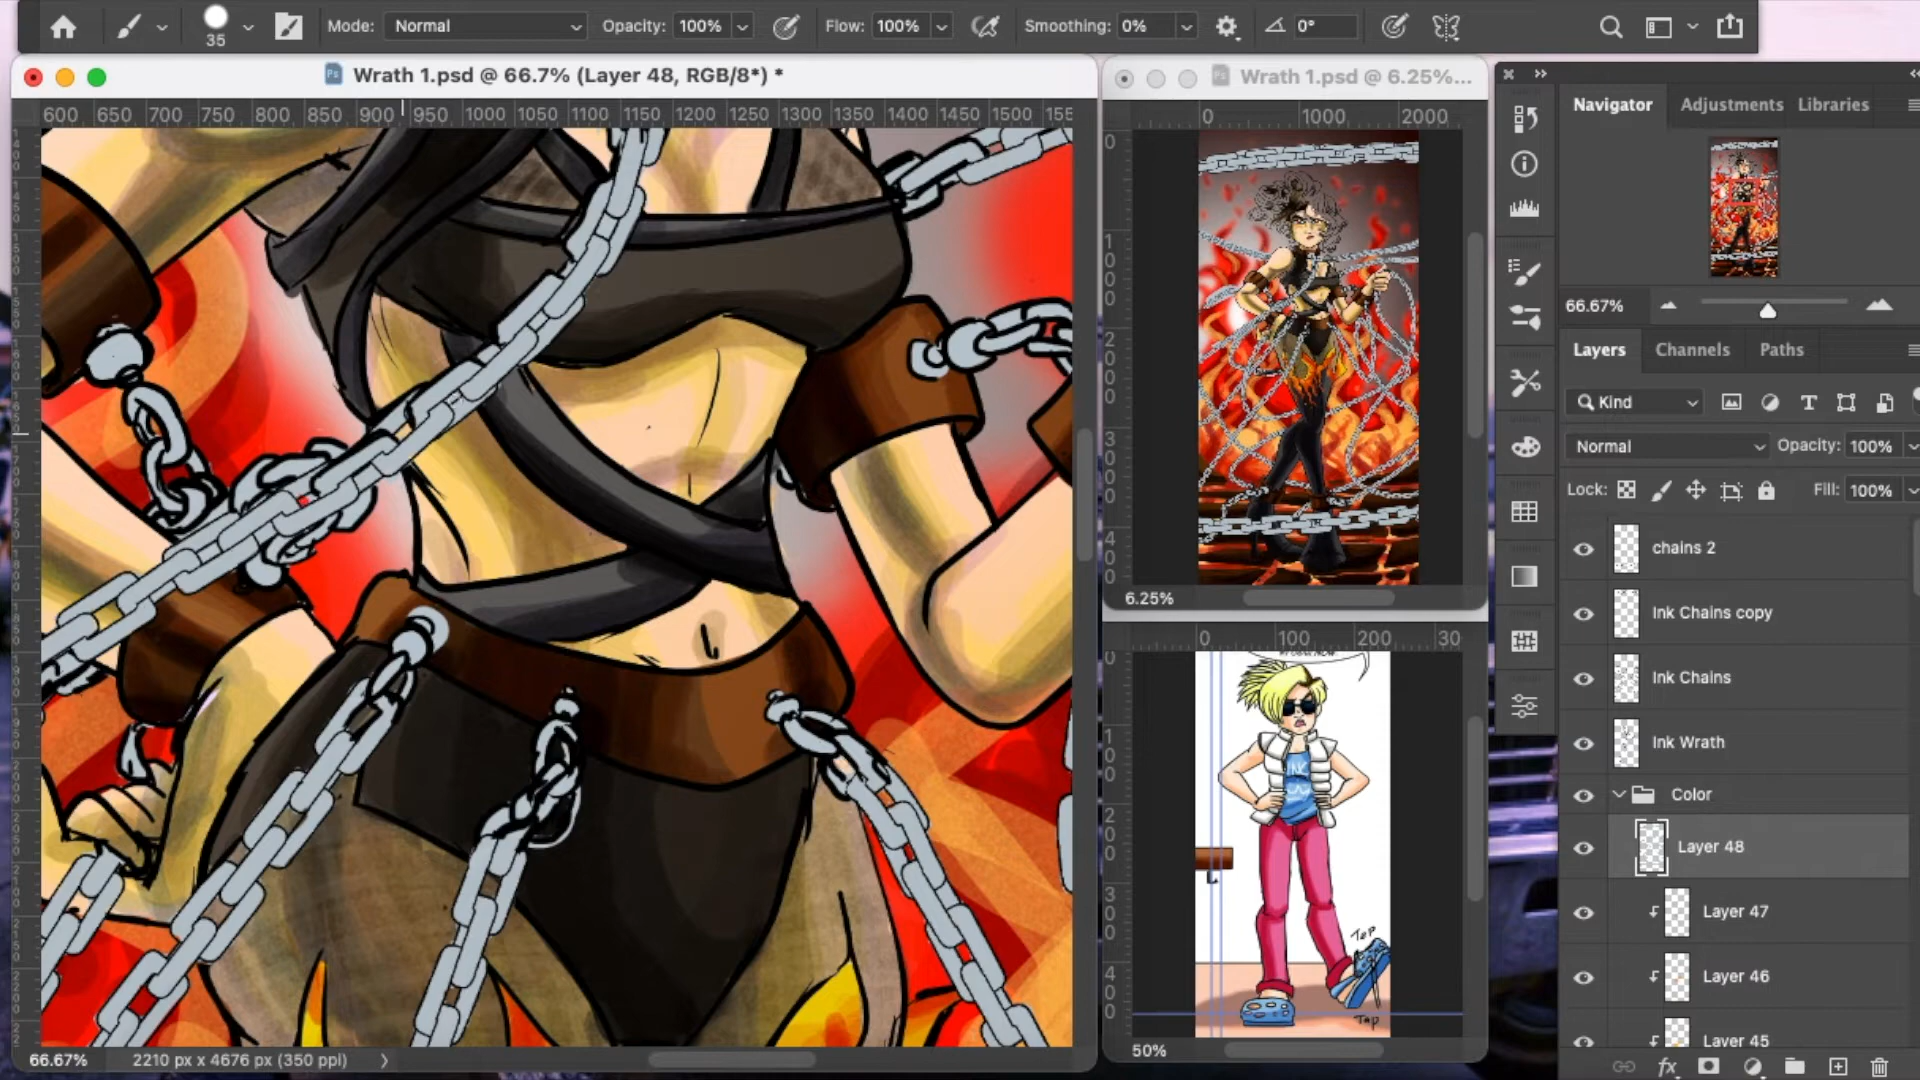 35
Mode: Normal
Opacity: 100%
Flow: 100%
Smoothing: 0%
0°
Wrath 1.psd @ 66.7% (Layer 48, RGB/8*) *
Wrath 1.psd @ 6.25%...
600 650 700 750 800 850 900 950 1000 1050 1100 1150 1200 1250 1300 1350 1400 1450 1500 155
0 1000 2000
Navigator Adjustments Libraries
66.67%
Layers Channels Paths
Kind
Normal Opacity: 100%
Lock: Fill: 100%
chains 2
Ink Chains copy
Ink Chains
Ink Wrath
Color
Layer 48
Layer 47
Layer 46
Layer 45
fx
6.25%
0 100 200 30
Tap
Tap
50%
66.67% 2210 px x 4676 px (350 ppi)